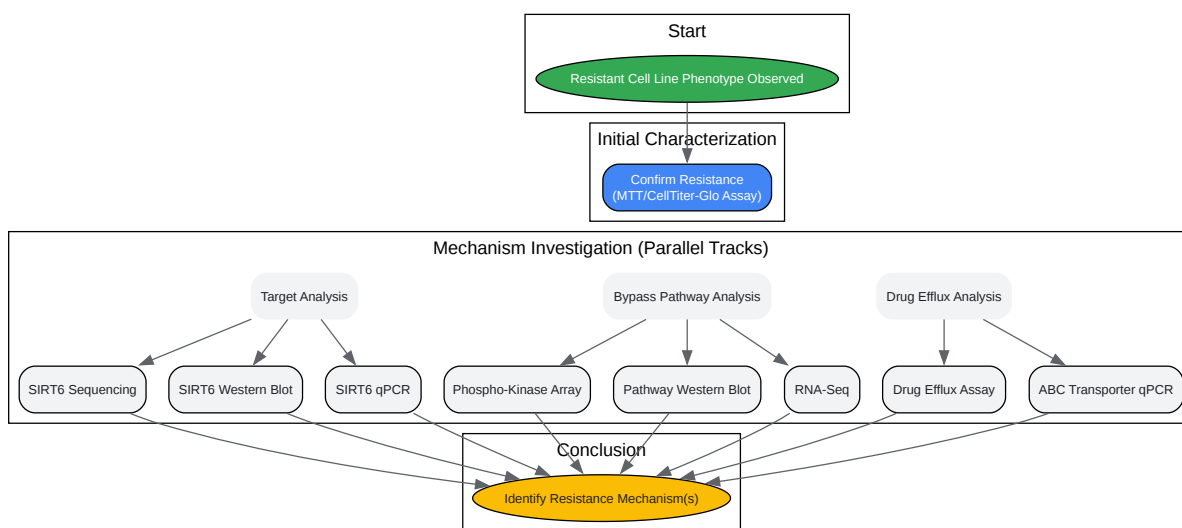 Start
Resistant Cell Line Phenotype Observed
Initial Characterization
Confirm Resistance
(MTT/CellTiter-Glo Assay)
Mechanism Investigation (Parallel Tracks)
Target Analysis
Bypass Pathway Analysis
Drug Efflux Analysis
SIRT6 Sequencing
SIRT6 Western Blot
SIRT6 qPCR
Phospho-Kinase Array
Pathway Western Blot
RNA-Seq
Drug Efflux Assay
ABC Transporter qPCR
Conclusion
Identify Resistance Mechanism(s)